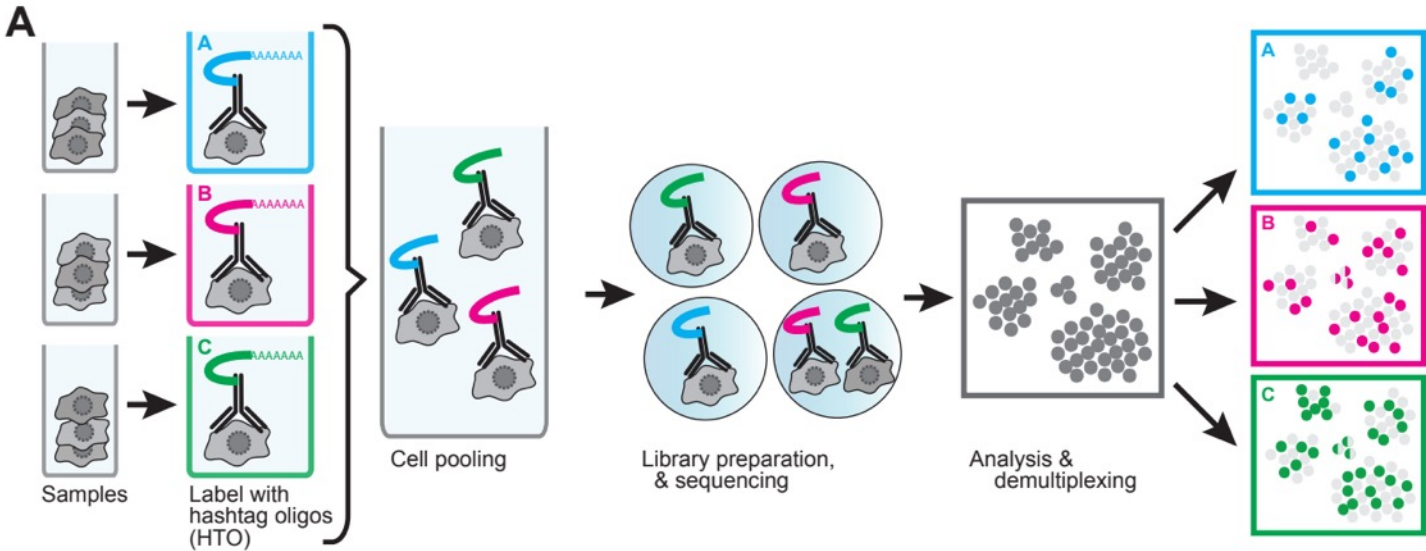 A
A
AAAAAAA
B
AAAAAAA
C
AAAAAAA
Samples
Label with
hashtag oligos
(HTO)
Cell pooling
Library preparation,
& sequencing
Analysis &
demultiplexing
A
B
C